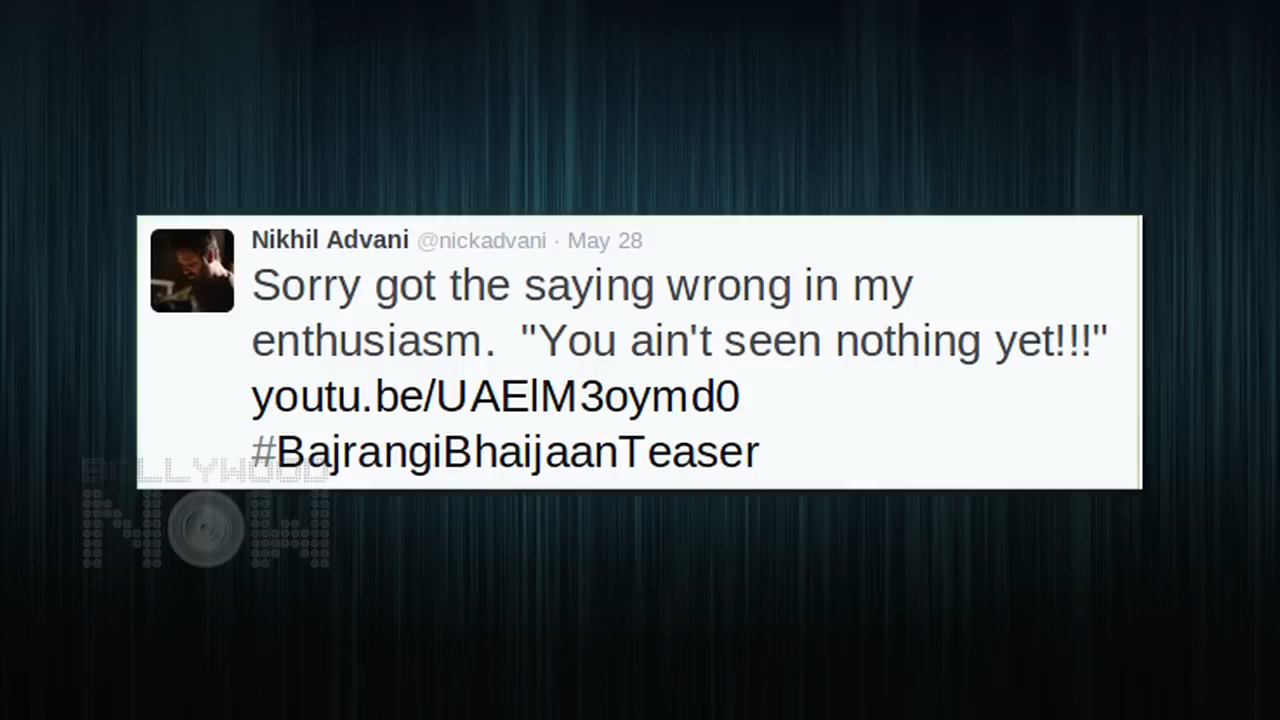 Nikhil Advani @nickadvani · May 28
Sorry got the saying wrong in my
enthusiasm. "You ain't seen nothing yet!!!"
youtu.be/UAElM3oymd0
#BajrangiBhaijaanTeaser
BOLLYWOOD
NOW